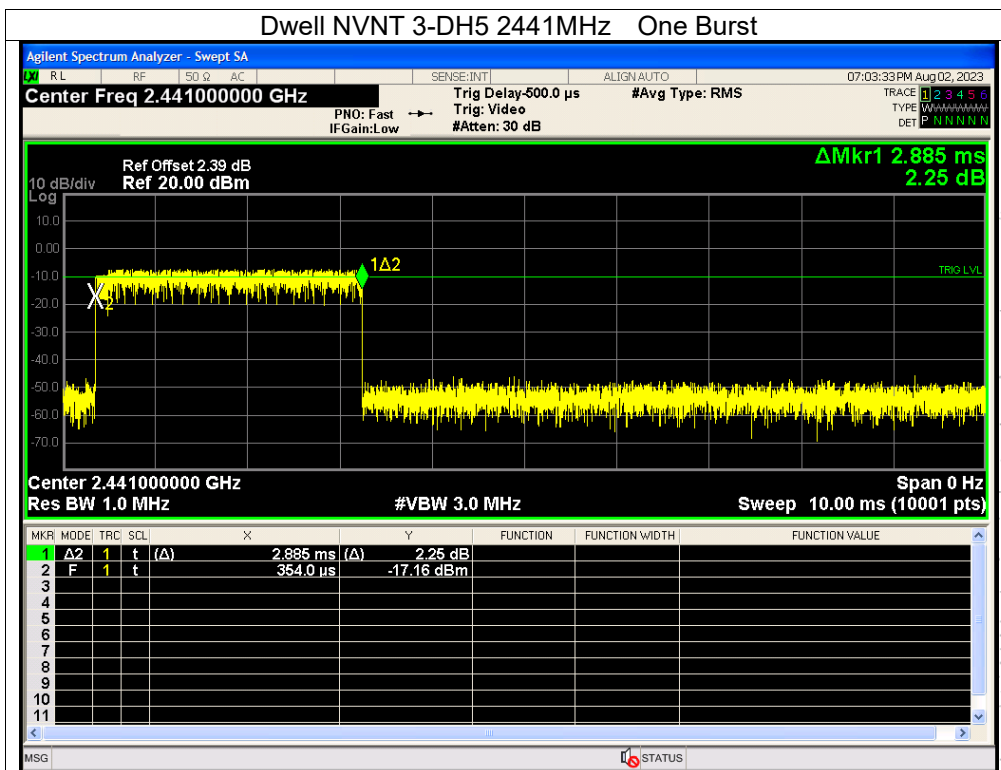 Dwell NVNT 3-DH5 2441MHz One Burst
Agilent Spectrum Analyzer - Swept SA
LXI RL RF 50 Ω AC SENSE:INT ALIGN AUTO 07:03:33 PM Aug 02, 2023
Center Freq 2.441000000 GHz Trig Delay-500.0 µs #Avg Type: RMS TRACE 1 2 3 4 5 6
PNO: Fast Trig: Video TYPE WWWWWW
IFGain:Low #Atten: 30 dB DET P N N N N N
ΔMkr1 2.885 ms
2.25 dB
Ref Offset 2.39 dB
10 dB/div Ref 20.00 dBm
Log
10.0
0.00
-10.0
1Δ2
TRIG LVL
-20.0
2
-30.0
-40.0
-50.0
-60.0
-70.0
Center 2.441000000 GHz Span 0 Hz
Res BW 1.0 MHz #VBW 3.0 MHz Sweep 10.00 ms (10001 pts)
MKR MODE TRC SCL X Y FUNCTION FUNCTION WIDTH FUNCTION VALUE
1 Δ2 1 t (Δ) 2.885 ms (Δ) 2.25 dB
2 F 1 t 354.0 µs -17.16 dBm
3
4
5
6
7
8
9
10
11
MSG STATUS